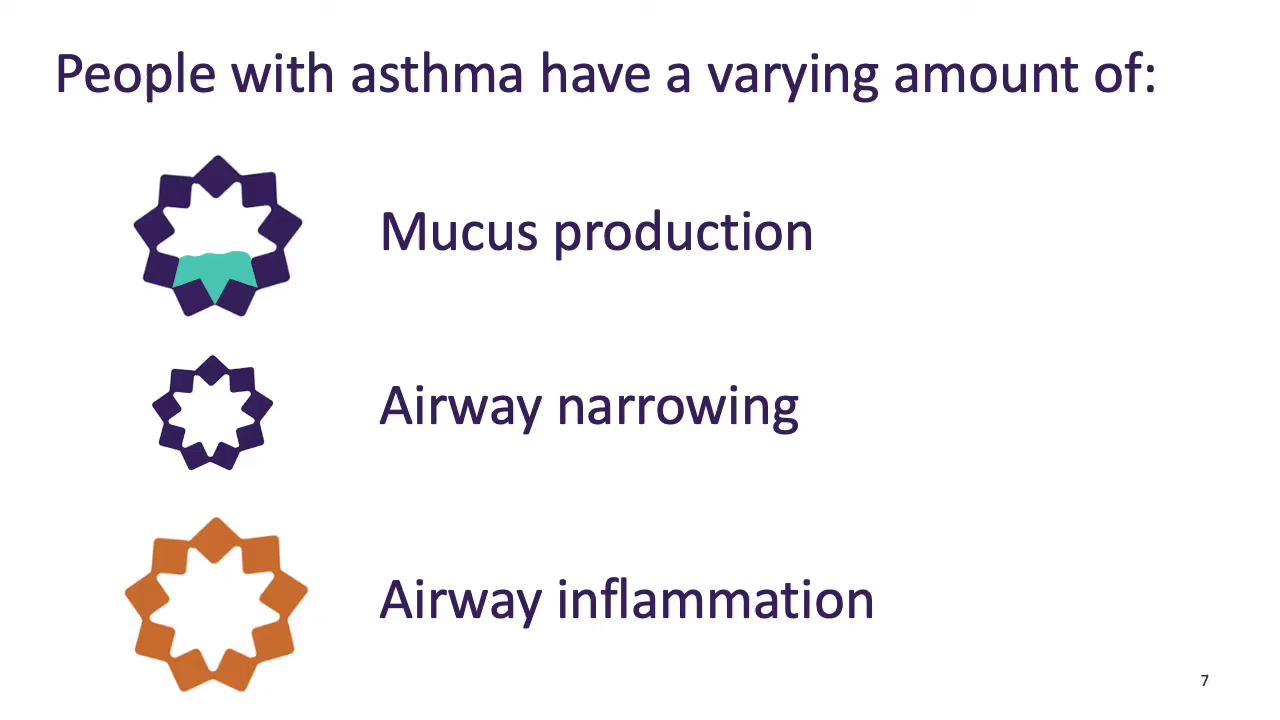 People with asthma have a varying amount of:
Mucus production
Airway narrowing
Airway inflammation
7